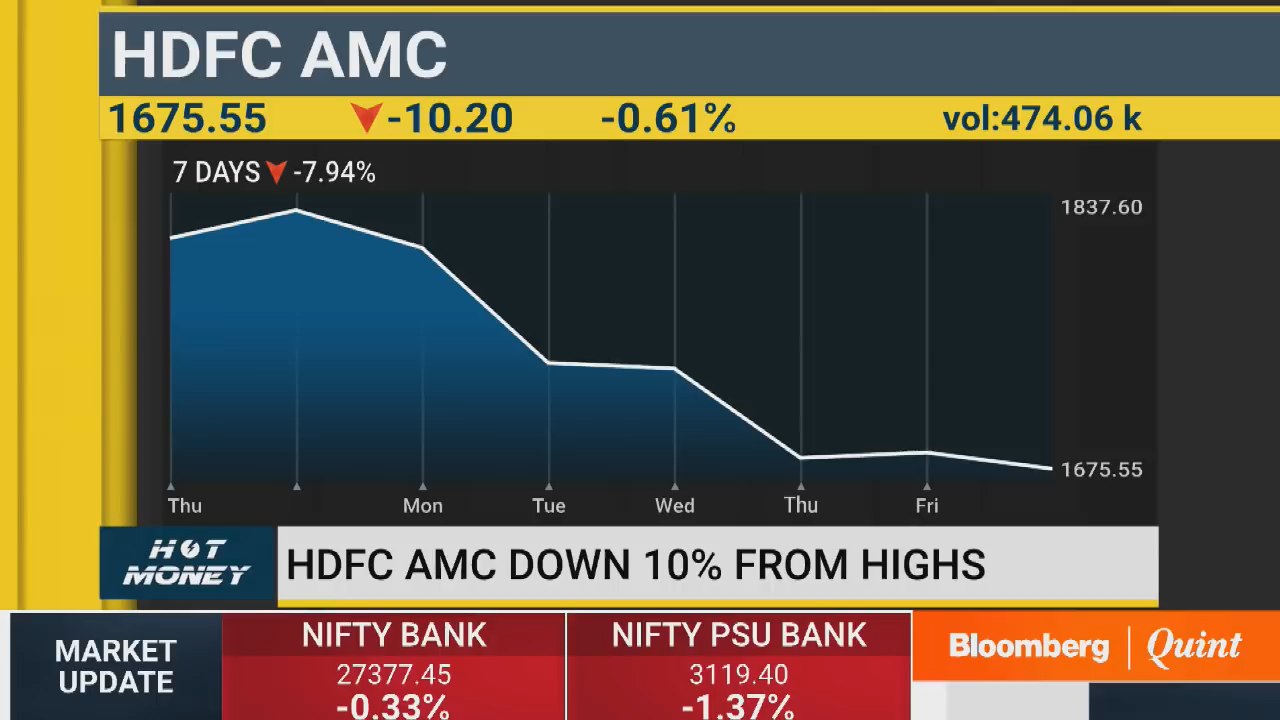 HDFC AMC
1675.55 -10.20 -0.61% vol:474.06 k
7 DAYS -7.94%
1837.60
1675.55
Thu Mon Tue Wed Thu Fri
HOT
MONEY
HDFC AMC DOWN 10% FROM HIGHS
MARKET
UPDATE
NIFTY BANK
27377.45
-0.33%
NIFTY PSU BANK
3119.40
-1.37%
Bloomberg | Quint